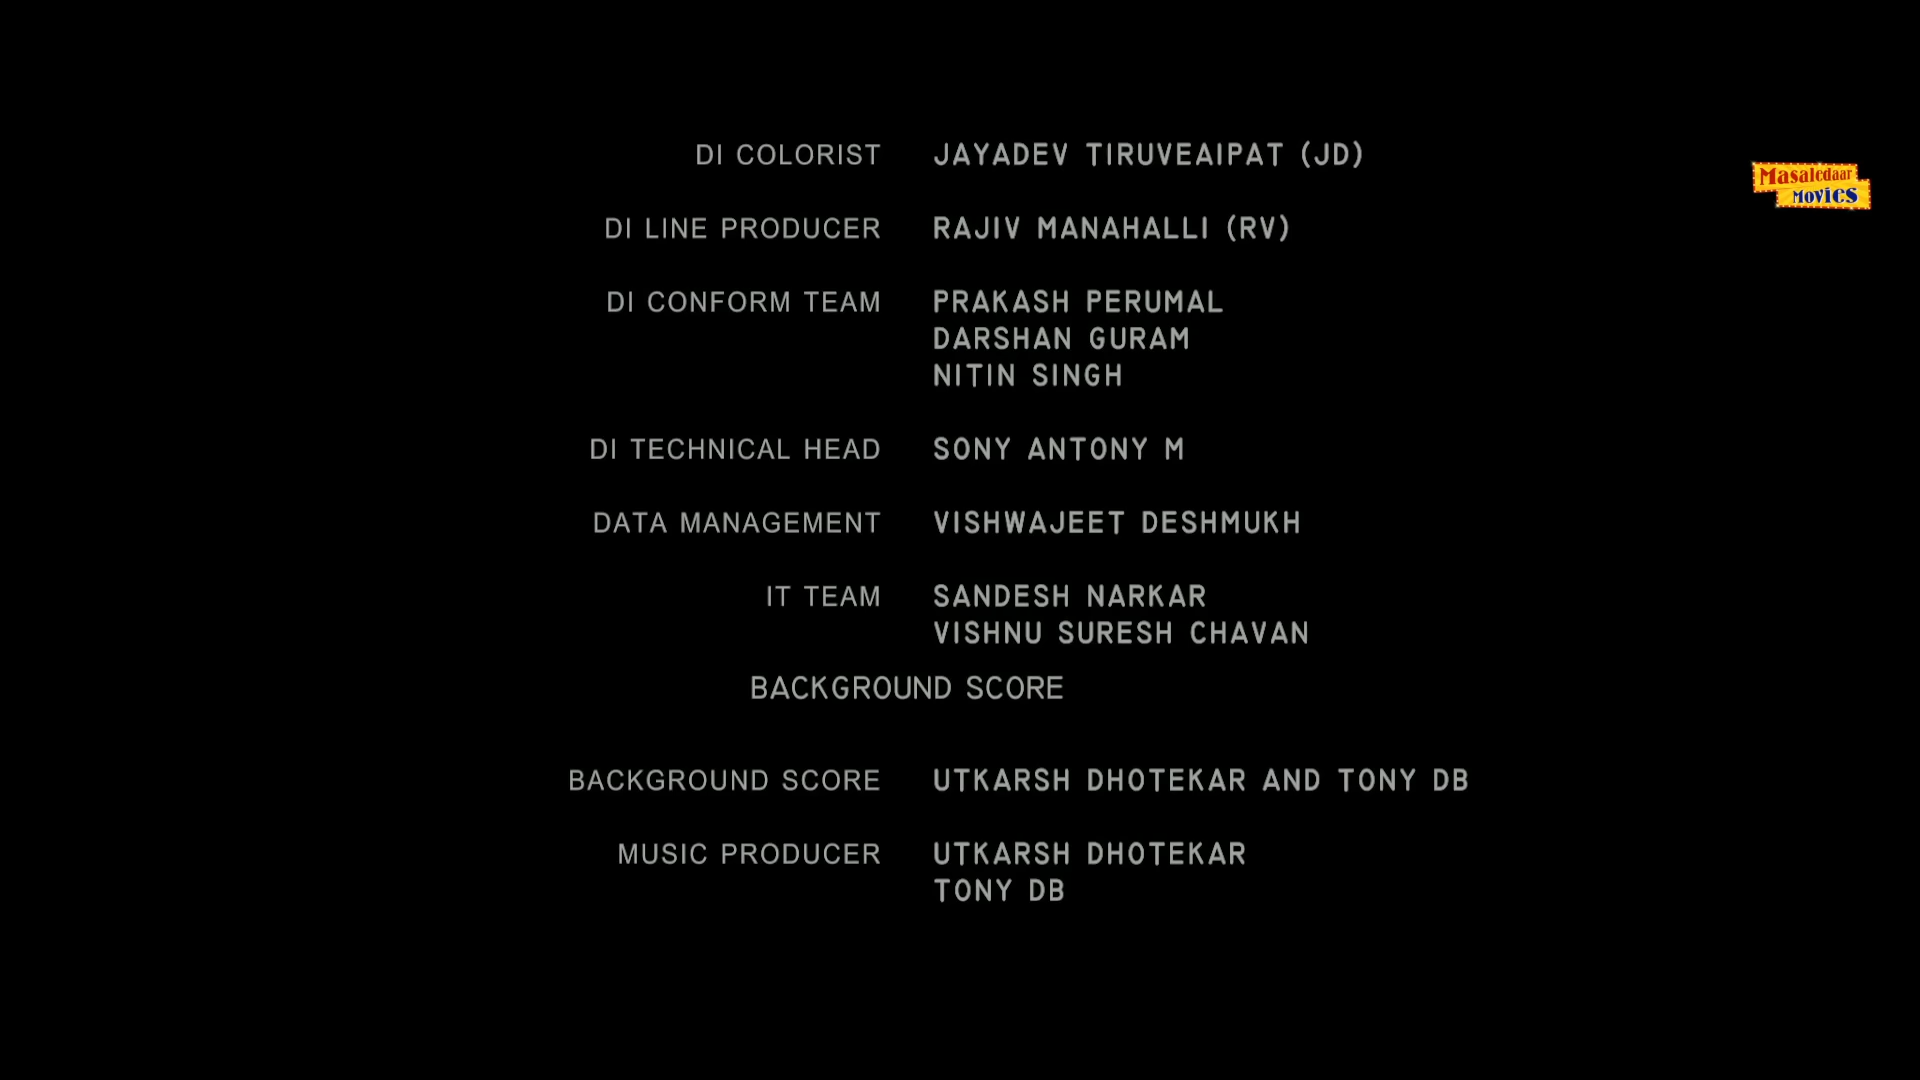 DI COLORIST JAYADEV TIRUVEAIPAT (JD)
Masaledaar
Movies
DI LINE PRODUCER RAJIV MANAHALLI (RV)
DI CONFORM TEAM PRAKASH PERUMAL
DARSHAN GURAM
NITIN SINGH
DI TECHNICAL HEAD SONY ANTONY M
DATA MANAGEMENT VISHWAJEET DESHMUKH
IT TEAM SANDESH NARKAR
VISHNU SURESH CHAVAN
BACKGROUND SCORE
BACKGROUND SCORE UTKARSH DHOTEKAR AND TONY DB
MUSIC PRODUCER UTKARSH DHOTEKAR
TONY DB